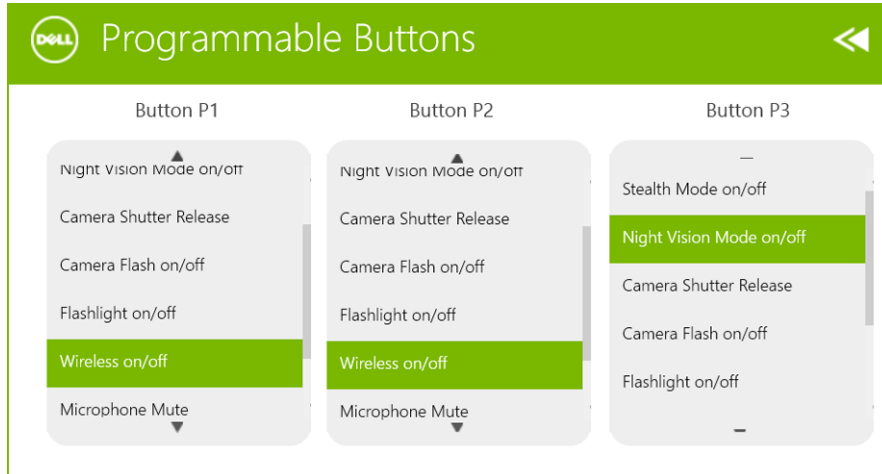 DELL Programmable Buttons
Button P1
Night Vision Mode on/off
Camera Shutter Release
Camera Flash on/off
Flashlight on/off
Wireless on/off
Microphone Mute
Button P2
Night Vision Mode on/off
Camera Shutter Release
Camera Flash on/off
Flashlight on/off
Wireless on/off
Microphone Mute
Button P3
Stealth Mode on/off
Night Vision Mode on/off
Camera Shutter Release
Camera Flash on/off
Flashlight on/off